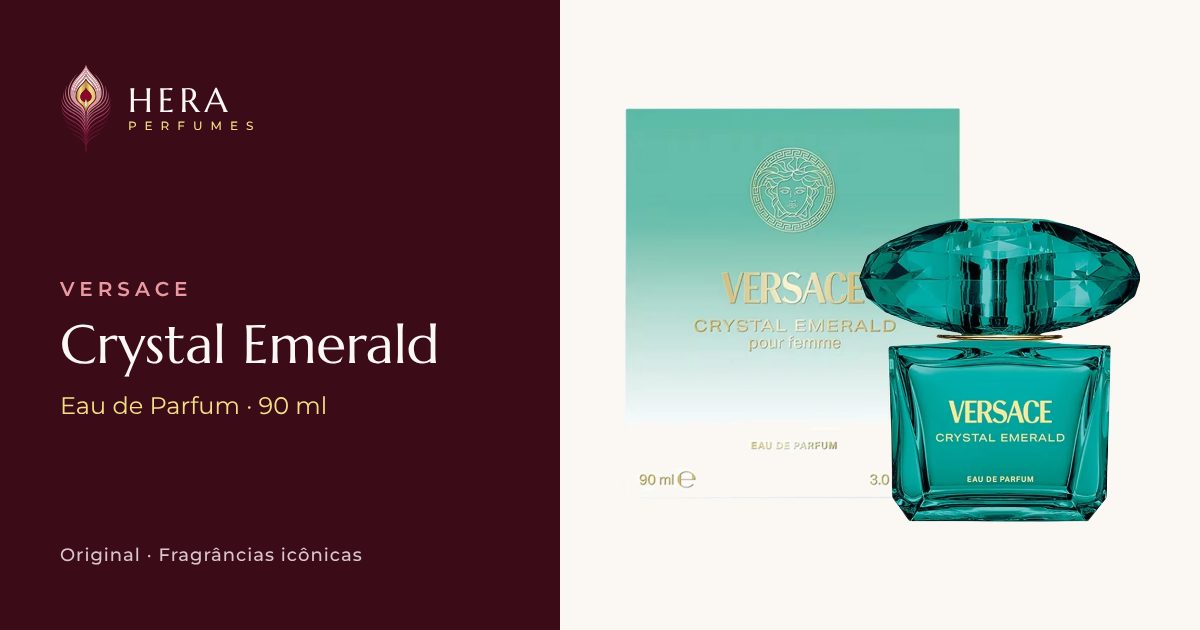 HERA
PERFUMES
VERSACE
Crystal Emerald
Eau de Parfum · 90 ml
Original · Fragrâncias icônicas
VERSACE
CRYSTAL EMERALD
pour femme
EAU DE PARFUM
90 ml ℮ 3.0
VERSACE
CRYSTAL EMERALD
EAU DE PARFUM